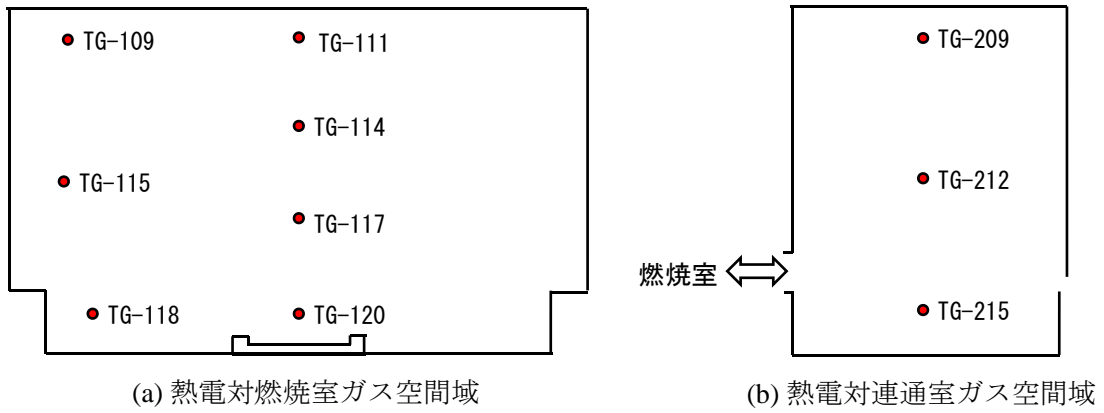 TG-109
TG-111
TG-209
TG-114
TG-115
TG-212
TG-117
燃焼室
TG-118
TG-120
TG-215
(a) 熱電対燃焼室ガス空間域
(b) 熱電対連通室ガス空間域